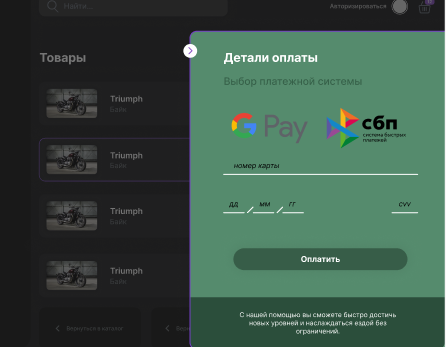 Найти...
Авторизироваться
Товары
Triumph
Байк
Triumph
Байк
Triumph
Байк
Triumph
Байк
Вернуться в каталог
Детали оплаты
Выбор платежной системы
G Pay
сбп
система быстрых
платежей
номер карты
ДД
ММ
ГГ
CVV
Оплатить
С нашей помощью вы сможете быстро достичь
новых уровней и наслаждаться ездой без
ограничений.